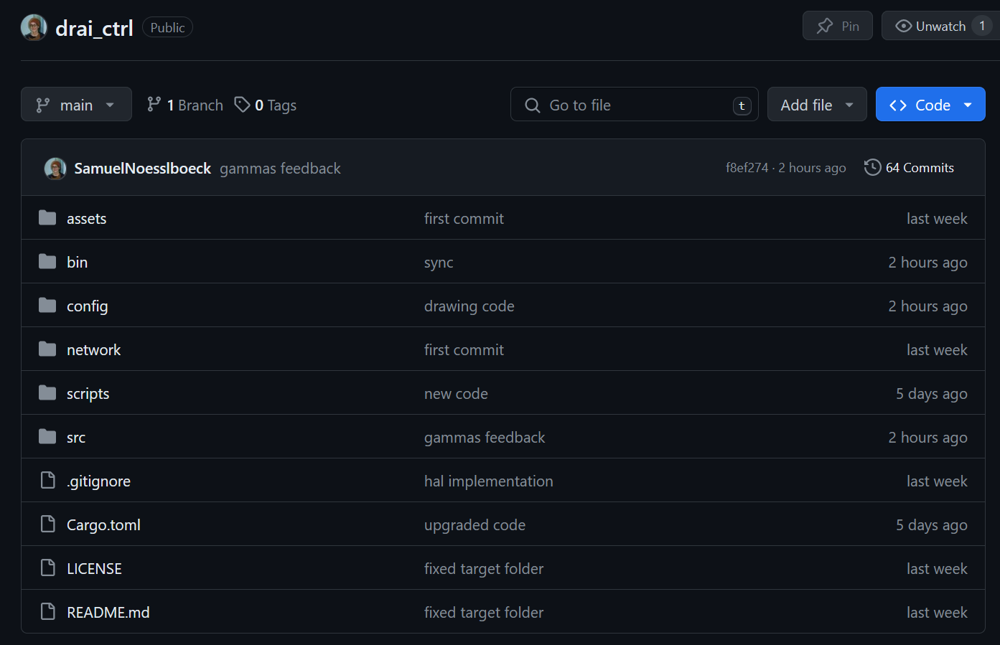 drai_ctrl Public Pin Unwatch 1
main 1 Branch 0 Tags Go to file t Add file Code
SamuelNoesslboeck gammas feedback f8ef274 · 2 hours ago 64 Commits
assets first commit last week
bin sync 2 hours ago
config drawing code 2 hours ago
network first commit last week
scripts new code 5 days ago
src gammas feedback 2 hours ago
.gitignore hal implementation last week
Cargo.toml upgraded code 5 days ago
LICENSE fixed target folder last week
README.md fixed target folder last week